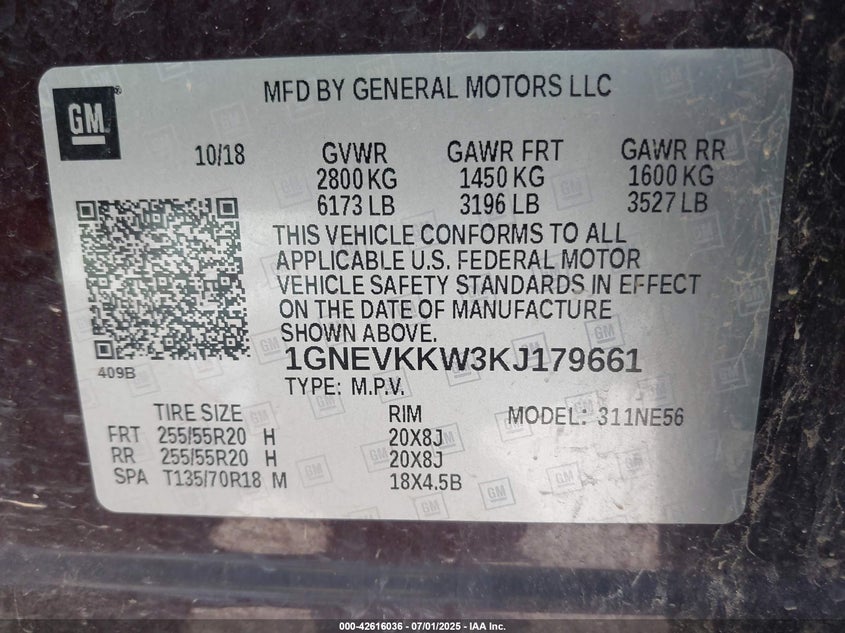 MFD BY GENERAL MOTORS LLC
GM
10/18 GVWR GAWR FRT GAWR RR
2800 KG 1450 KG 1600 KG
6173 LB 3196 LB 3527 LB
THIS VEHICLE CONFORMS TO ALL
APPLICABLE U.S. FEDERAL MOTOR
VEHICLE SAFETY STANDARDS IN EFFECT
ON THE DATE OF MANUFACTURE
SHOWN ABOVE.
409B
1GNEVKKW3KJ179661
TYPE: M.P.V.
TIRE SIZE RIM MODEL: 311NE56
FRT 255/55R20 H 20X8J
RR 255/55R20 H 20X8J
SPA T135/70R18 M 18X4.5B
000-42616036 - 07/01/2025 - IAA Inc.